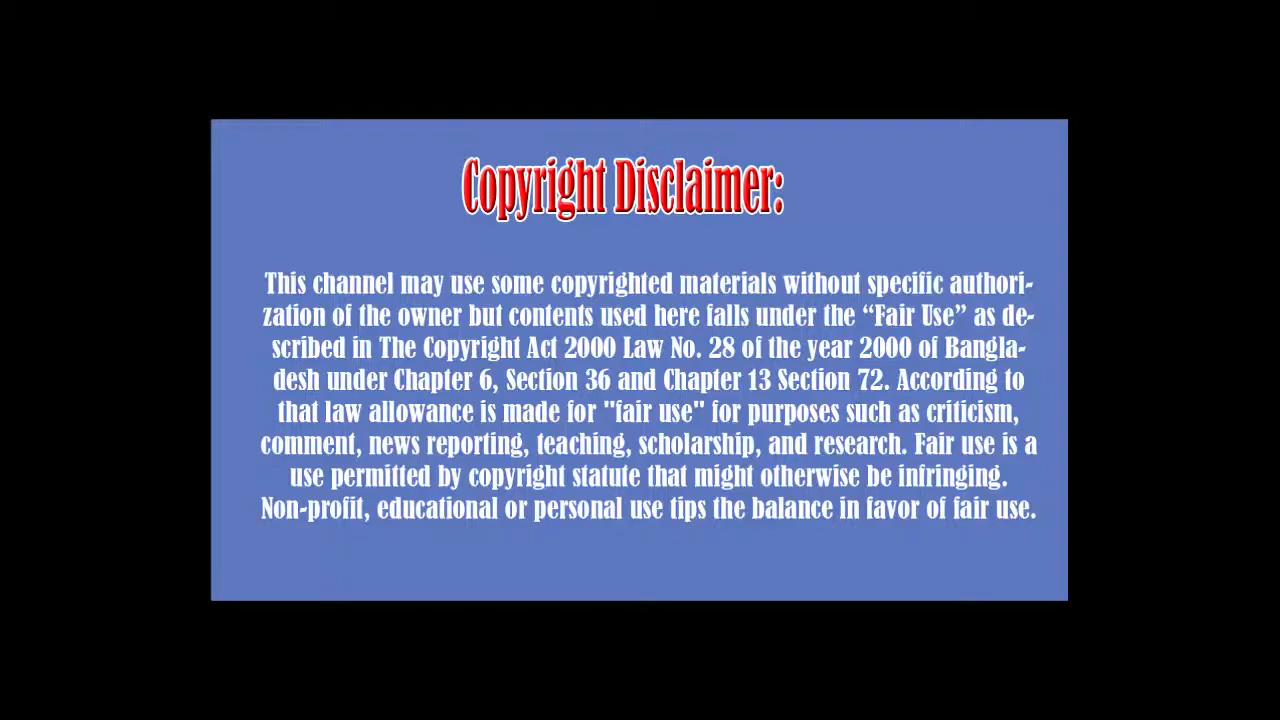 Copyright Disclaimer:
This channel may use some copyrighted materials without specific authori-
zation of the owner but contents used here falls under the “Fair Use” as de-
scribed in The Copyright Act 2000 Law No. 28 of the year 2000 of Bangla-
desh under Chapter 6, Section 36 and Chapter 13 Section 72. According to
that law allowance is made for "fair use" for purposes such as criticism,
comment, news reporting, teaching, scholarship, and research. Fair use is a
use permitted by copyright statute that might otherwise be infringing.
Non-profit, educational or personal use tips the balance in favor of fair use.